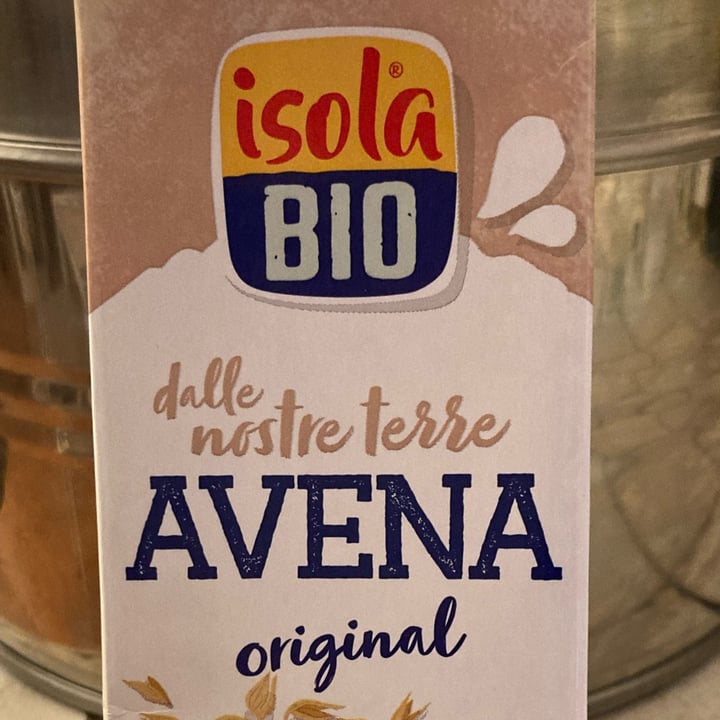 isola®
BIO
dalle
nostre terre
AVENA
original